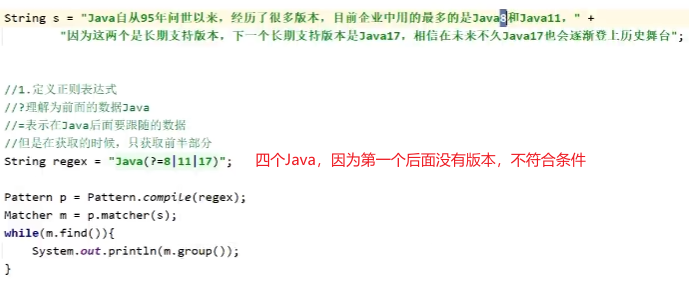 String s = "Java自从95年问世以来，经历了很多版本，目前企业中用的最多的是Java8和Java11，" +
"因为这两个是长期支持版本，下一个长期支持版本是Java17，相信在未来不久Java17也会逐渐登上历史舞台";
//1.定义正则表达式
//?理解为前面的数据Java
//=表示在Java后面要跟随的数据
//但是在获取的时候，只获取前半部分
String regex = "Java(?=8|11|17)"; 四个Java，因为第一个后面没有版本，不符合条件
Pattern p = Pattern.compile(regex);
Matcher m = p.matcher(s);
while(m.find()){
System.out.println(m.group());
}